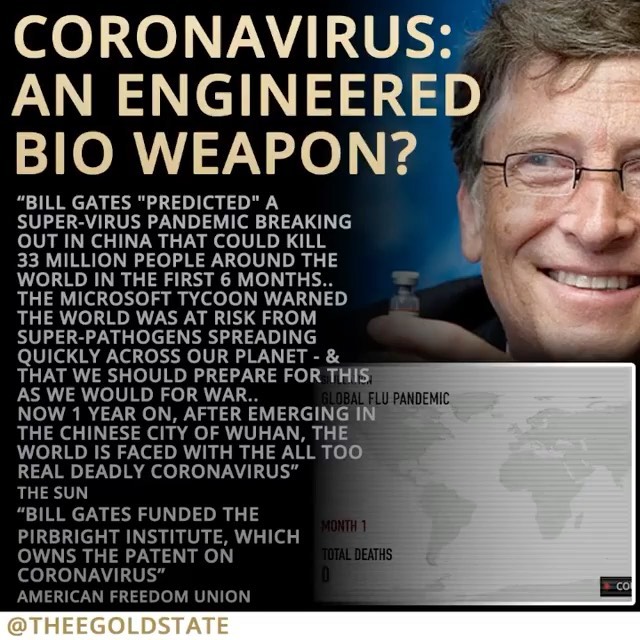 CORONAVIRUS:
AN ENGINEERED
BIO WEAPON?
“BILL GATES "PREDICTED" A
SUPER-VIRUS PANDEMIC BREAKING
OUT IN CHINA THAT COULD KILL
33 MILLION PEOPLE AROUND THE
WORLD IN THE FIRST 6 MONTHS..
THE MICROSOFT TYCOON WARNED
THE WORLD WAS AT RISK FROM
SUPER-PATHOGENS SPREADING
QUICKLY ACROSS OUR PLANET - &
THAT WE SHOULD PREPARE FOR THIS
AS WE WOULD FOR WAR..
NOW 1 YEAR ON, AFTER EMERGING IN
THE CHINESE CITY OF WUHAN, THE
WORLD IS FACED WITH THE ALL TOO
REAL DEADLY CORONAVIRUS”
THE SUN
“BILL GATES FUNDED THE
PIRBRIGHT INSTITUTE, WHICH
OWNS THE PATENT ON
CORONAVIRUS”
AMERICAN FREEDOM UNION
GLOBAL FLU PANDEMIC
MONTH 1
TOTAL DEATHS
0
@THEEGOLDSTATE